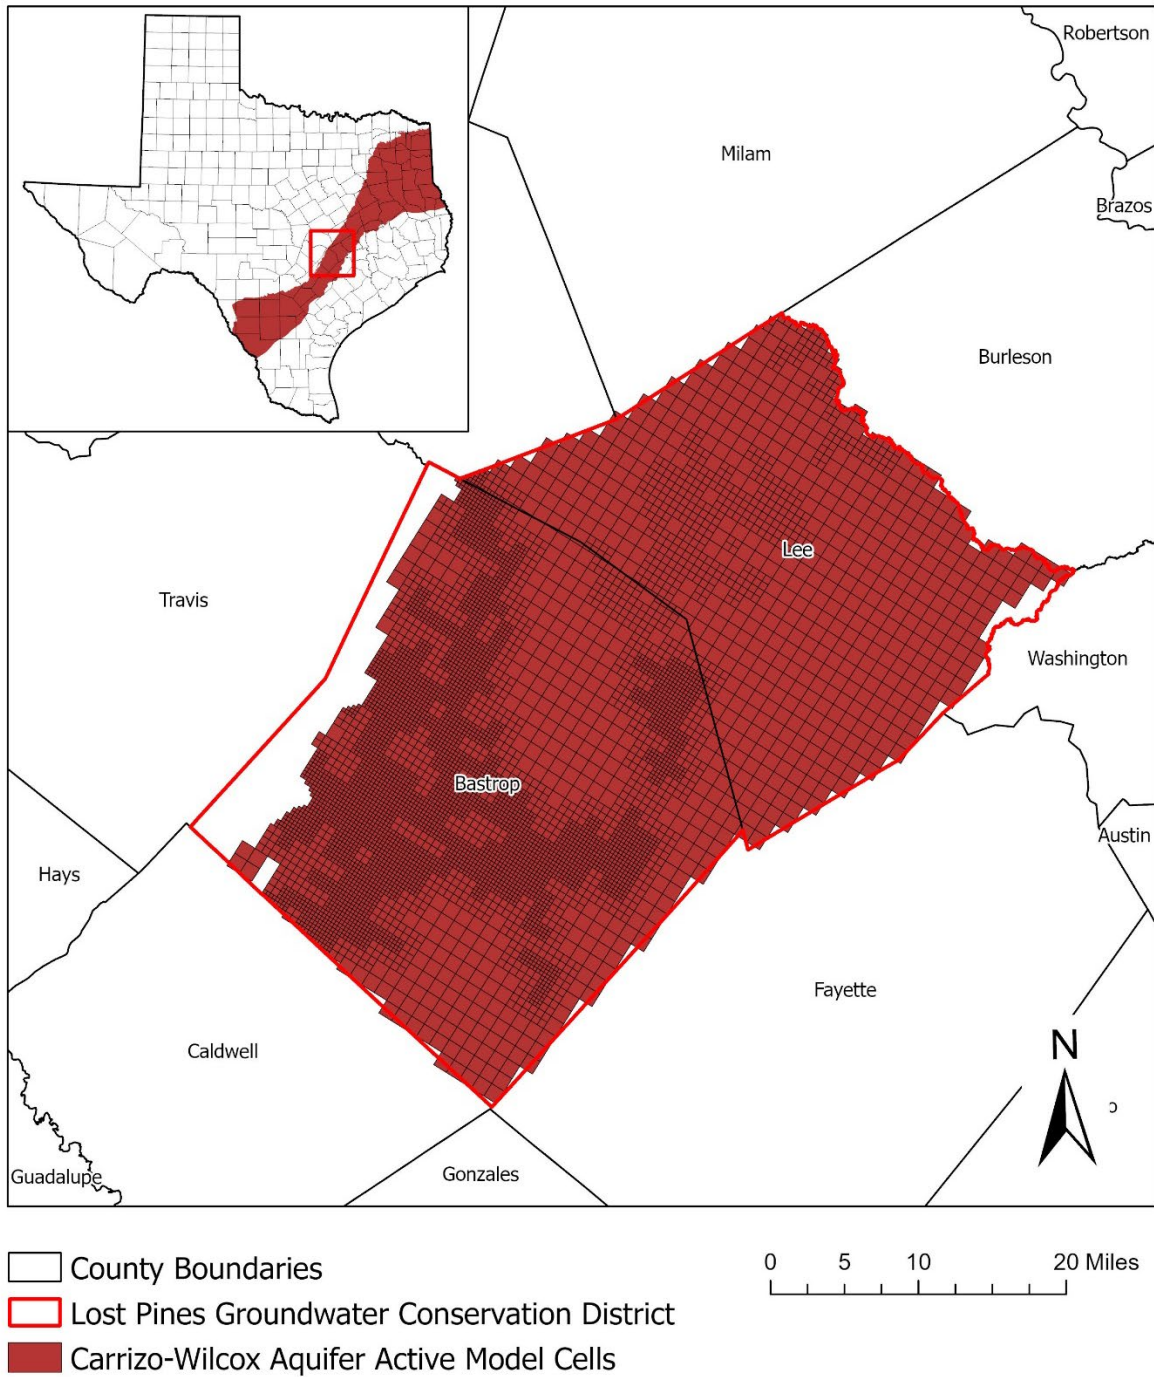 Robertson
Milam
Brazos
Burleson
Lee
Travis
Washington
Bastrop
Austin
Hays
Fayette
Caldwell
N
o
Gonzales
Guadalupe
County Boundaries
0 5 10 20 Miles
Lost Pines Groundwater Conservation District
Carrizo-Wilcox Aquifer Active Model Cells